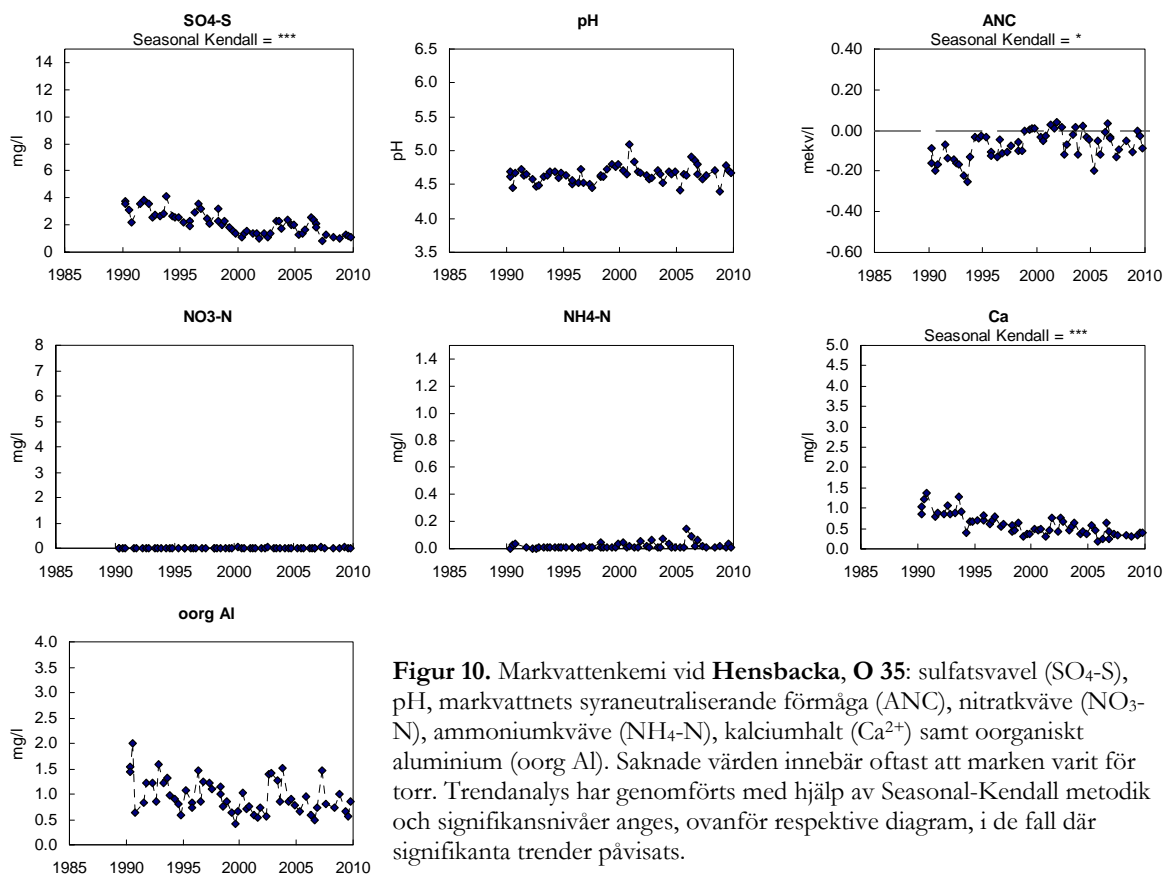 SO4-S
Seasonal Kendall = ***
14
12
10
8
6
4
2
0
mg/l
1985 1990 1995 2000 2005 2010
pH
6.5
6.0
5.5
5.0
4.5
4.0
3.5
pH
1985 1990 1995 2000 2005 2010
ANC
Seasonal Kendall = *
0.40
0.20
0.00
-0.20
-0.40
-0.60
mekv/l
1985 1990 1995 2000 2005 2010
NO3-N
8
7
6
5
4
3
2
1
0
mg/l
1985 1990 1995 2000 2005 2010
NH4-N
1.4
1.2
1.0
0.8
0.6
0.4
0.2
0.0
mg/l
1985 1990 1995 2000 2005 2010
Ca
Seasonal Kendall = ***
5.0
4.5
4.0
3.5
3.0
2.5
2.0
1.5
1.0
0.5
0.0
mg/l
1985 1990 1995 2000 2005 2010
oorg Al
4.0
3.5
3.0
2.5
2.0
1.5
1.0
0.5
0.0
mg/l
1985 1990 1995 2000 2005 2010
Figur 10. Markvattenkemi vid Hensbacka, O 35: sulfatsvavel (SO₄-S),
pH, markvattnets syraneutraliserande förmåga (ANC), nitratkväve (NO₃-
N), ammoniumkväve (NH₄-N), kalciumhalt (Ca²⁺) samt oorganiskt
aluminium (oorg Al). Saknade värden innebär oftast att marken varit för
torr. Trendanalys har genomförts med hjälp av Seasonal-Kendall metodik
och signifikansnivåer anges, ovanför respektive diagram, i de fall där
signifikanta trender påvisats.